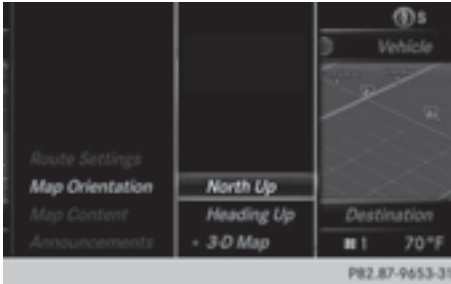 S
Vehicle
Route Settings
Map Orientation
North Up
Map Content
Heading Up
Destination
Announcements
3-D Map
1 70°F
P82.87-9653-31